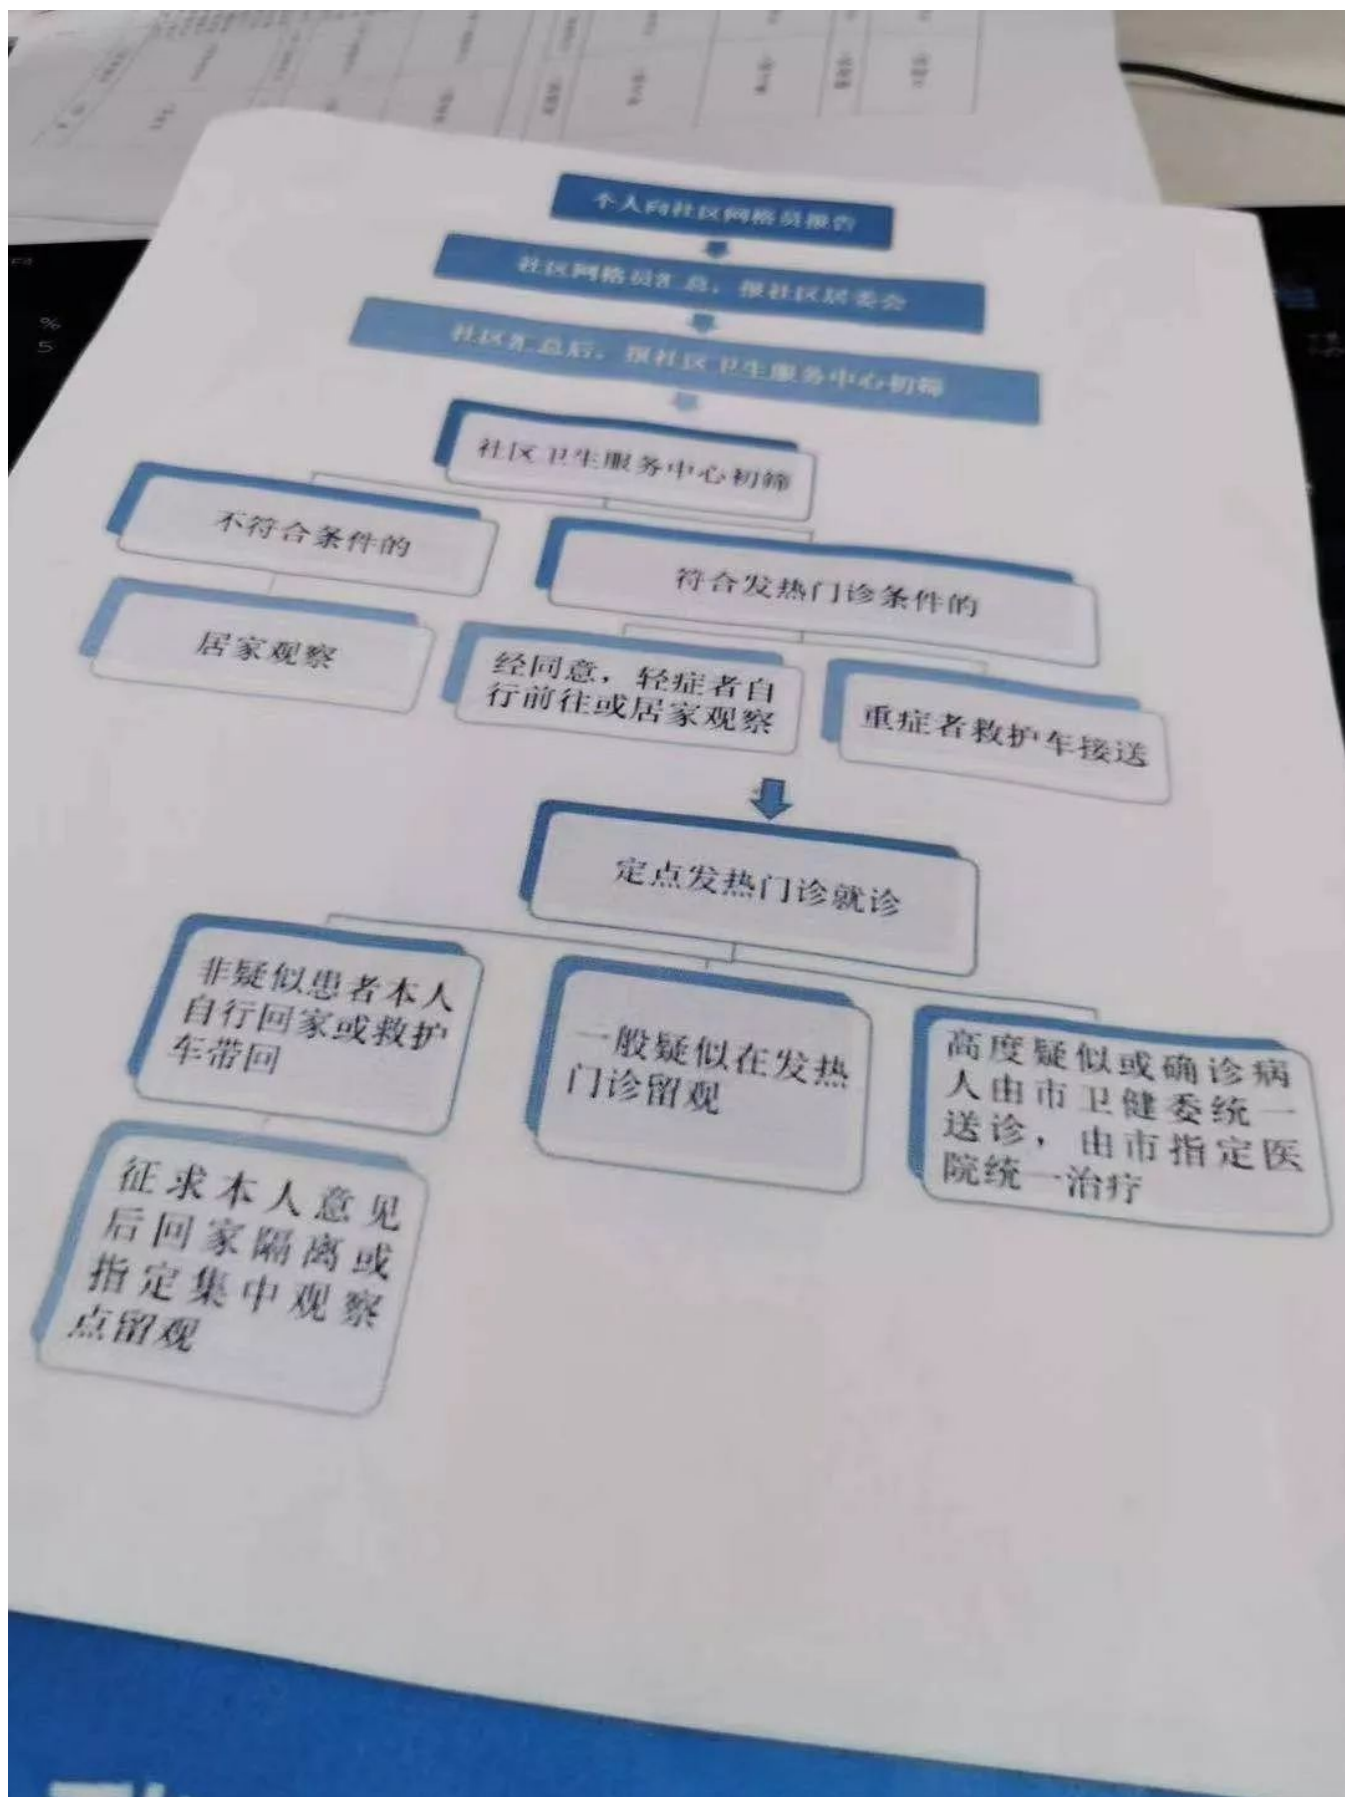 个人向社区网格员报告
社区网格员汇总，报社区居委会
社区汇总后，报社区卫生服务中心初筛
社区卫生服务中心初筛
不符合条件的
符合发热门诊条件的
居家观察
经同意，轻症者自
行前往或居家观察
重症者救护车接送
定点发热门诊就诊
非疑似患者本人
自行回家或救护
车带回
一般疑似在发热
门诊留观
高度疑似或确诊病
人由市卫健委统一
送诊，由市指定医
院统一治疗
征求本人意见
后回家隔离或
指定集中观察
点留观
%
5